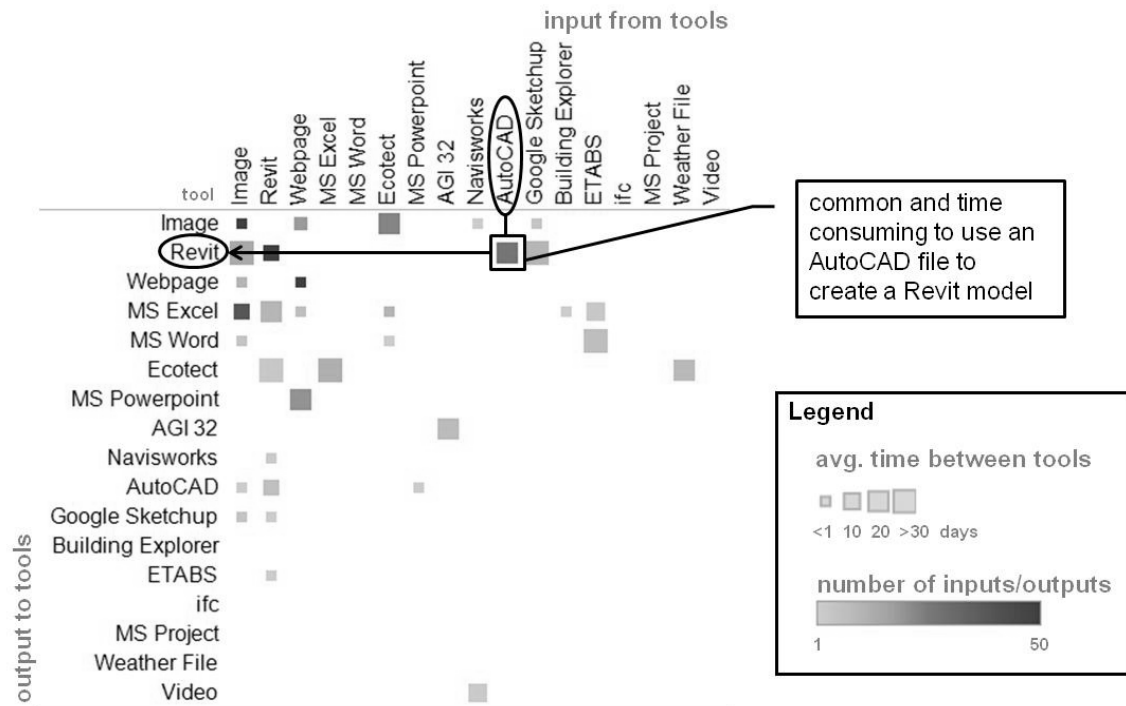 input from tools
tool
Image
Revit
Webpage
MS Excel
MS Word
Ecotect
MS Powerpoint
AGI 32
Navisworks
AutoCAD
Google Sketchup
Building Explorer
ETABS
ifc
MS Project
Weather File
Video
Image
Revit
Webpage
MS Excel
MS Word
Ecotect
MS Powerpoint
AGI 32
Navisworks
AutoCAD
Google Sketchup
Building Explorer
ETABS
ifc
MS Project
Weather File
Video
output to tools
common and time
consuming to use an
AutoCAD file to
create a Revit model
Legend
avg. time between tools
<1 10 20 >30 days
number of inputs/outputs
1 50